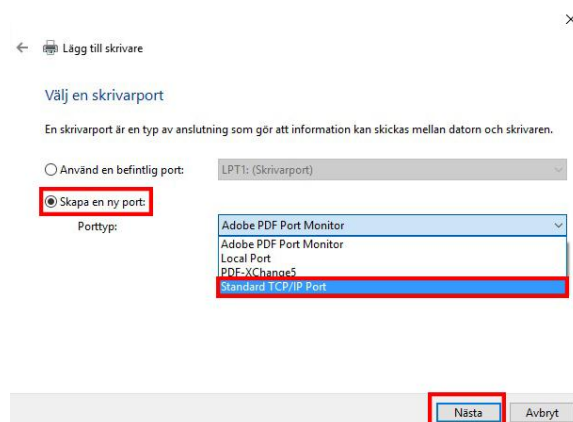 Lägg till skrivare
Välj en skrivarport
En skrivarport är en typ av anslutning som gör att information kan skickas mellan datorn och skrivaren.
Använd en befintlig port: LPT1: (Skrivarport)
Skapa en ny port:
Porttyp: Adobe PDF Port Monitor
Adobe PDF Port Monitor
Local Port
PDF-XChange5
Standard TCP/IP Port
Nästa Avbryt